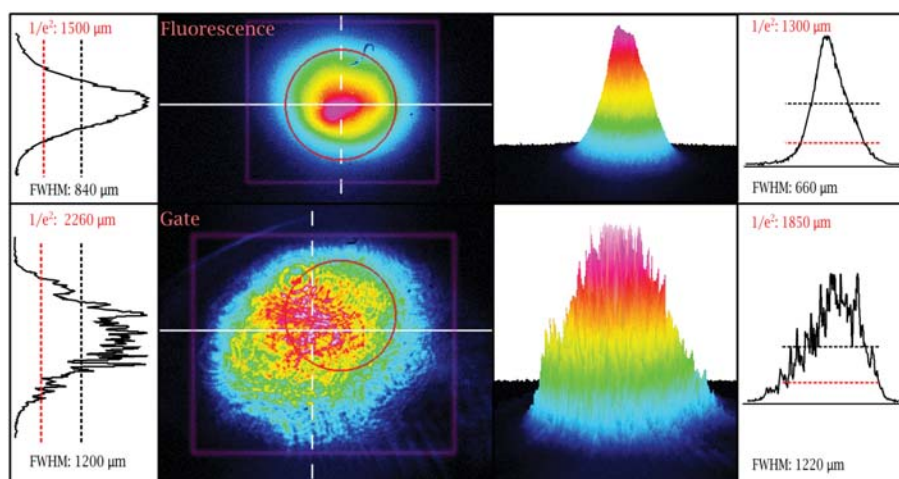 1/e²: 1500 μm
FWHM: 840 μm
Fluorescence
1/e²: 1300 μm
FWHM: 660 μm
1/e²: 2260 μm
FWHM: 1200 μm
Gate
1/e²: 1850 μm
FWHM: 1220 μm